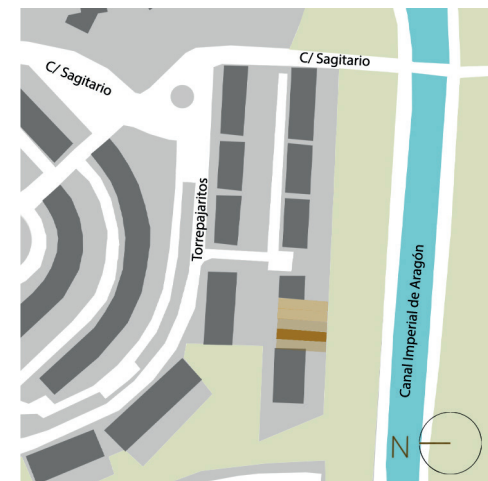 C/ Sagitario
C/ Sagitario
Torrepajaritos
Canal Imperial de Aragón
N